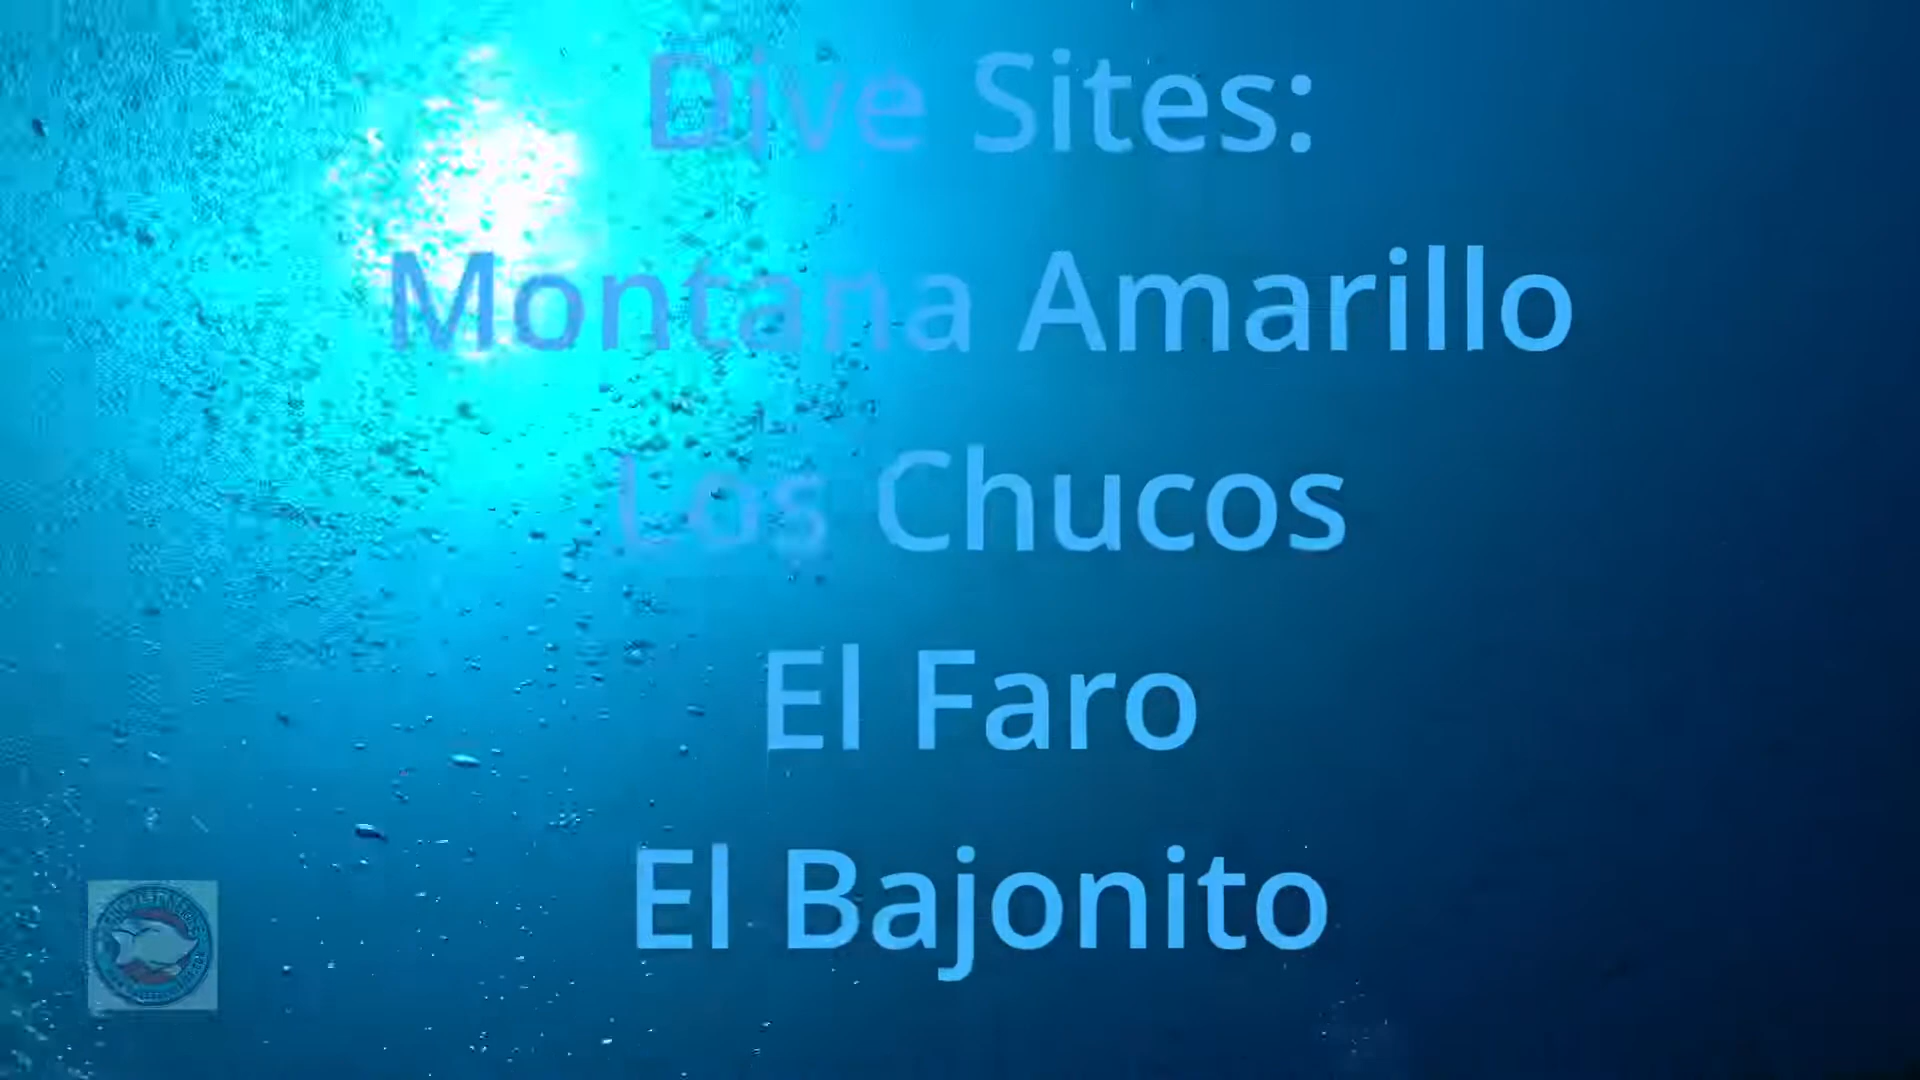 Dive Sites:
Montana Amarillo
Los Chucos
El Faro
El Bajonito